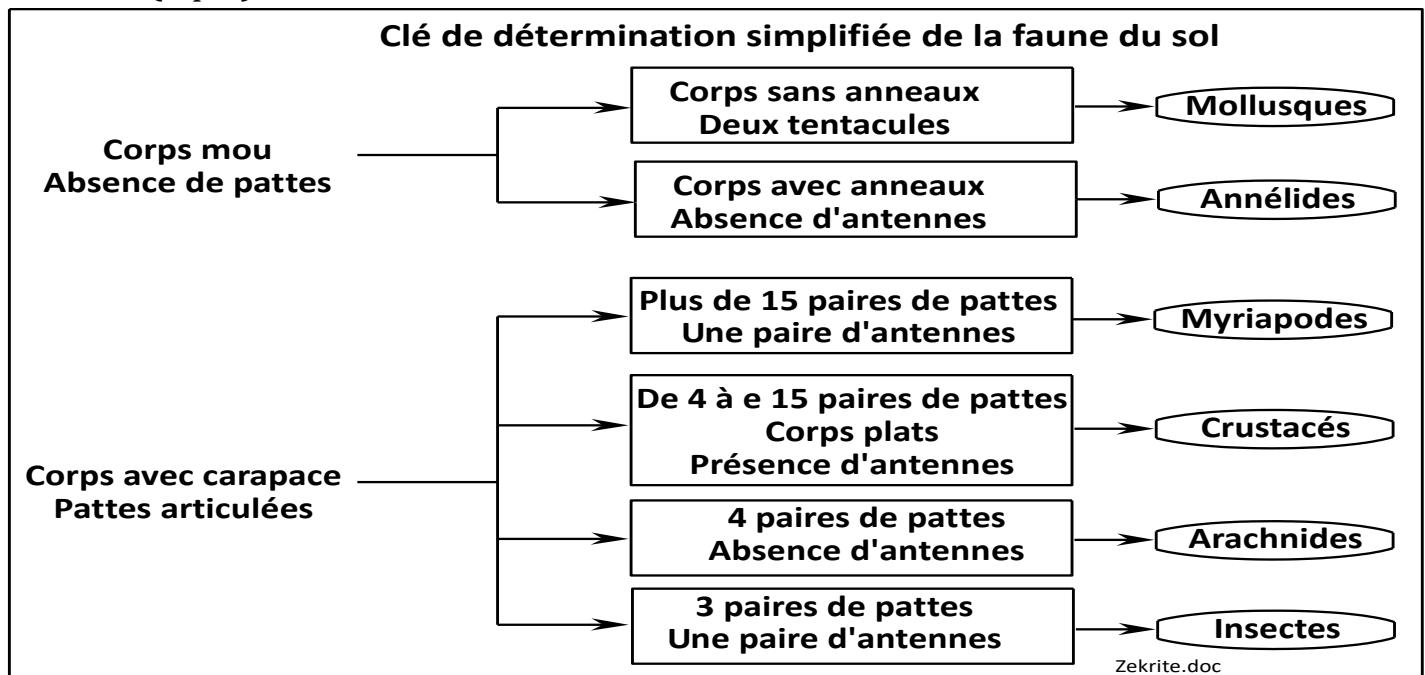 Clé de détermination simplifiée de la faune du sol
Corps mou
Absence de pattes
Corps sans anneaux
Deux tentacules
Mollusques
Corps avec anneaux
Absence d'antennes
Annélides
Corps avec carapace
Pattes articulées
Plus de 15 paires de pattes
Une paire d'antennes
Myriapodes
De 4 à e 15 paires de pattes
Corps plats
Présence d'antennes
Crustacés
4 paires de pattes
Absence d'antennes
Arachnides
3 paires de pattes
Une paire d'antennes
Insectes
Zekrite.doc